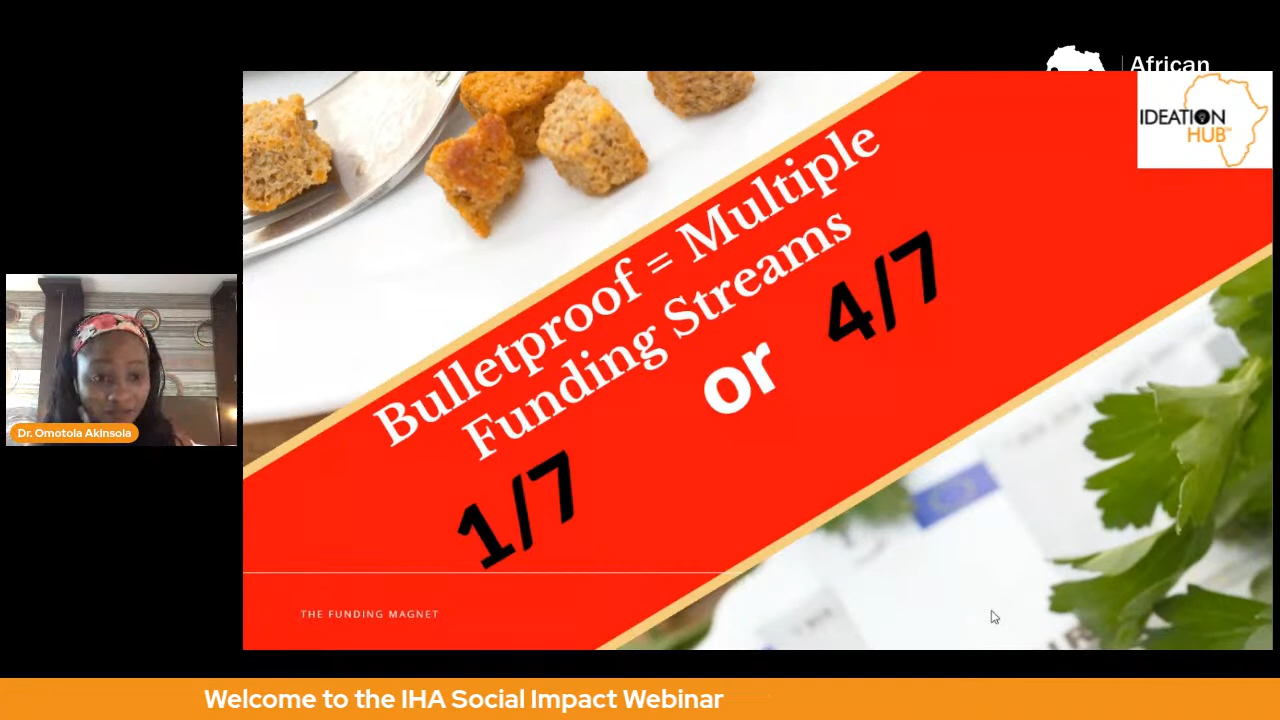 African
IDEATION
HUB
Bulletproof = Multiple
Funding Streams
1/7 or 4/7
Dr. Omotola Akinsola
THE FUNDING MAGNET
Welcome to the IHA Social Impact Webinar